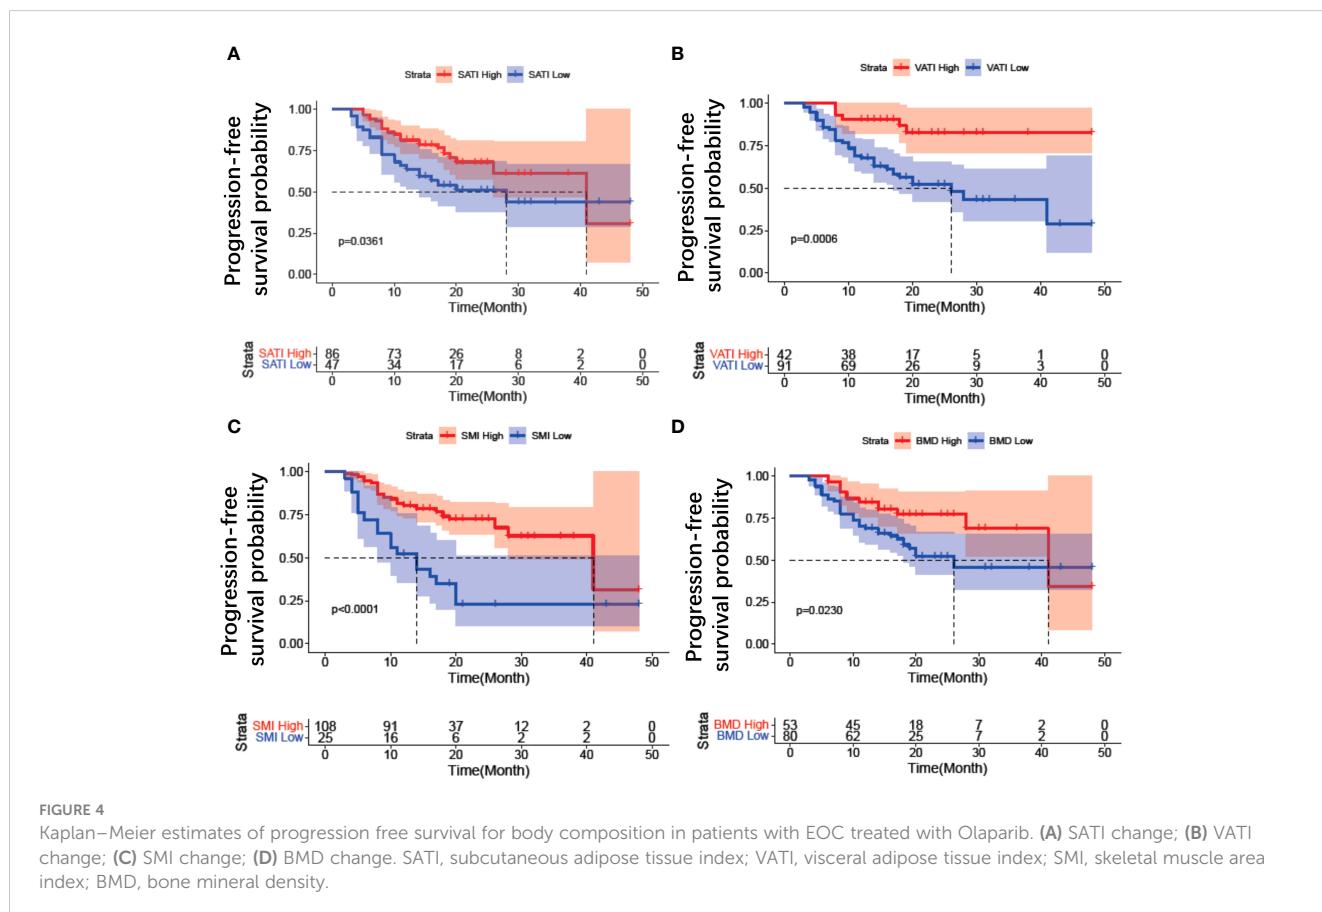 A
Strata SATI High SATI Low
Progression-free
survival probability
1.00
0.75
0.50
0.25
0.00
p=0.0361
0 10 20 30 40 50
Time(Month)
Strata
SATI High 86 73 26 8 2 0
SATI Low 47 34 17 6 2 0
0 10 20 30 40 50
Time(Month)
B
Strata VATI High VATI Low
Progression-free
survival probability
1.00
0.75
0.50
0.25
0.00
p=0.0006
0 10 20 30 40 50
Time(Month)
Strata
VATI High 42 38 17 5 1 0
VATI Low 91 69 26 9 3 0
0 10 20 30 40 50
Time(Month)
C
Strata SMI High SMI Low
Progression-free
survival probability
1.00
0.75
0.50
0.25
0.00
p<0.0001
0 10 20 30 40 50
Time(Month)
Strata
SMI High 108 91 37 12 2 0
SMI Low 25 16 6 2 2 0
0 10 20 30 40 50
Time(Month)
D
Strata BMD High BMD Low
Progression-free
survival probability
1.00
0.75
0.50
0.25
0.00
p=0.0230
0 10 20 30 40 50
Time(Month)
Strata
BMD High 53 45 18 7 2 0
BMD Low 80 62 25 7 2 0
0 10 20 30 40 50
Time(Month)
FIGURE 4
Kaplan–Meier estimates of progression free survival for body composition in patients with EOC treated with Olaparib. (A) SATI change; (B) VATI
change; (C) SMI change; (D) BMD change. SATI, subcutaneous adipose tissue index; VATI, visceral adipose tissue index; SMI, skeletal muscle area
index; BMD, bone mineral density.